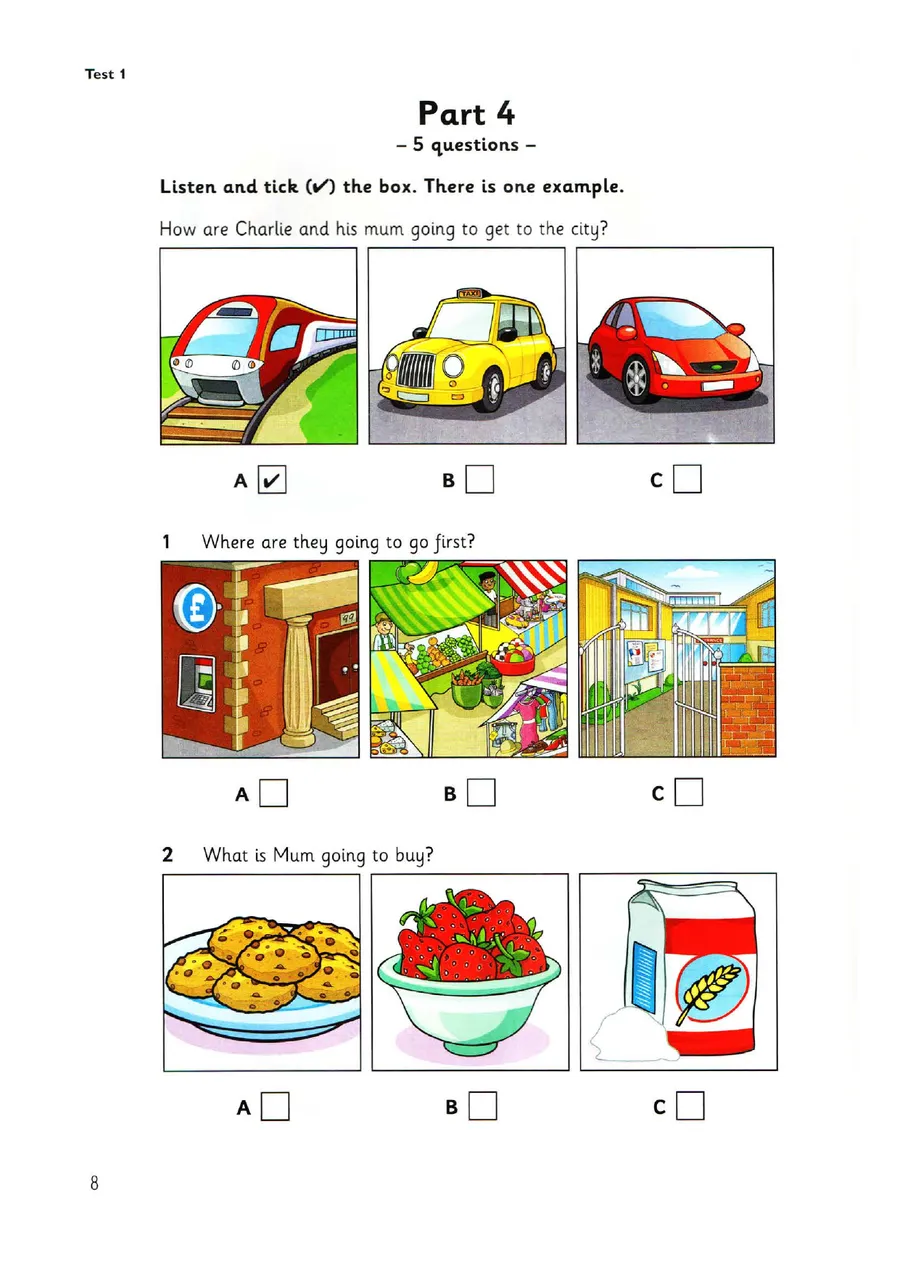 Test 1
Part 4
– 5 questions –
Listen and tick (✔) the box. There is one example.
How are Charlie and his mum going to get to the city?
TAXI
A ✔ B C
1 Where are they going to go first?
£
99
A B C
2 What is Mum going to buy?
A B C
8